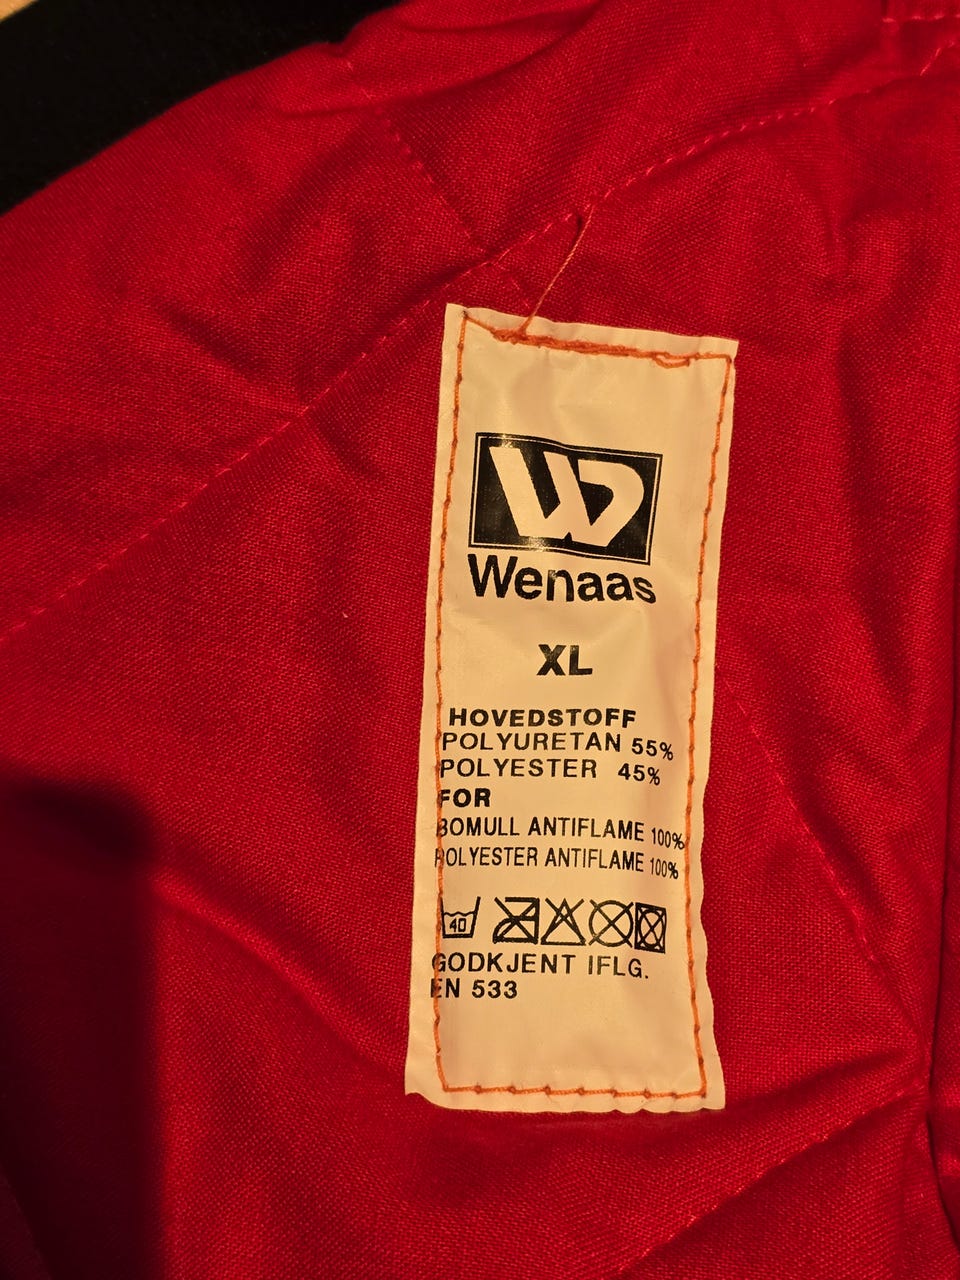 Wenaas
XL
HOVEDSTOFF
POLYURETAN 55%
POLYESTER 45%
FOR
BOMULL ANTIFLAME 100%
POLYESTER ANTIFLAME 100%
40
GODKJENT IFLG.
EN 533